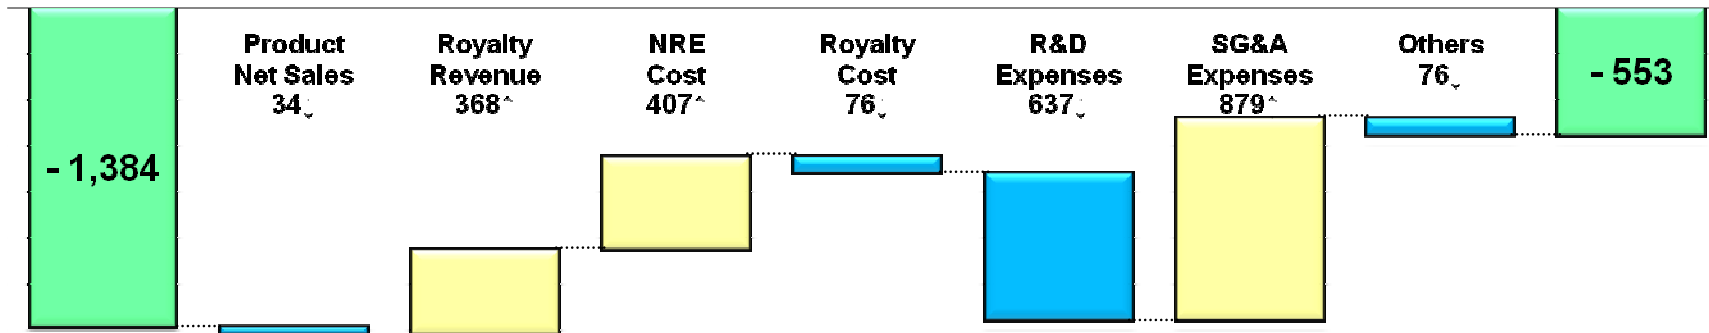 - 1,384
Product
Net Sales
34
Royalty
Revenue
368
NRE
Cost
407
Royalty
Cost
76
R&D
Expenses
637
SG&A
Expenses
879
Others
76
- 553